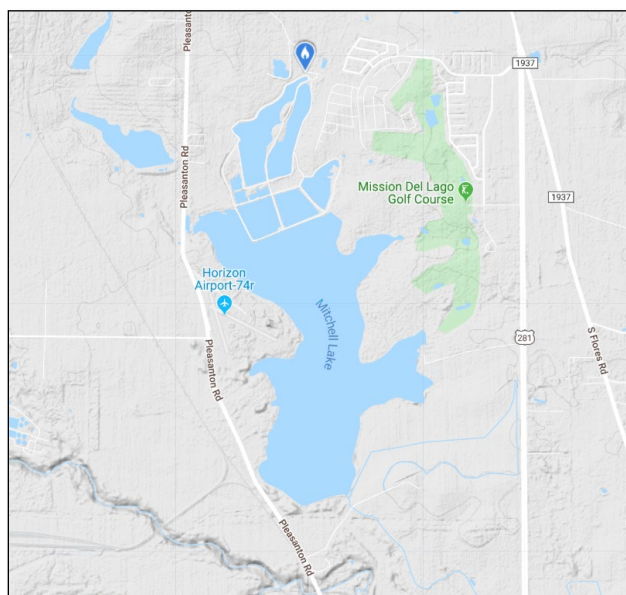 Pleasanton
1937
Pleasanton Rd
Mission Del Lago
Golf Course
1937
Horizon
Airport-74r
Mitchell Lake
281
S Flores Rd
Pleasanton Rd
Pleasanton Rd